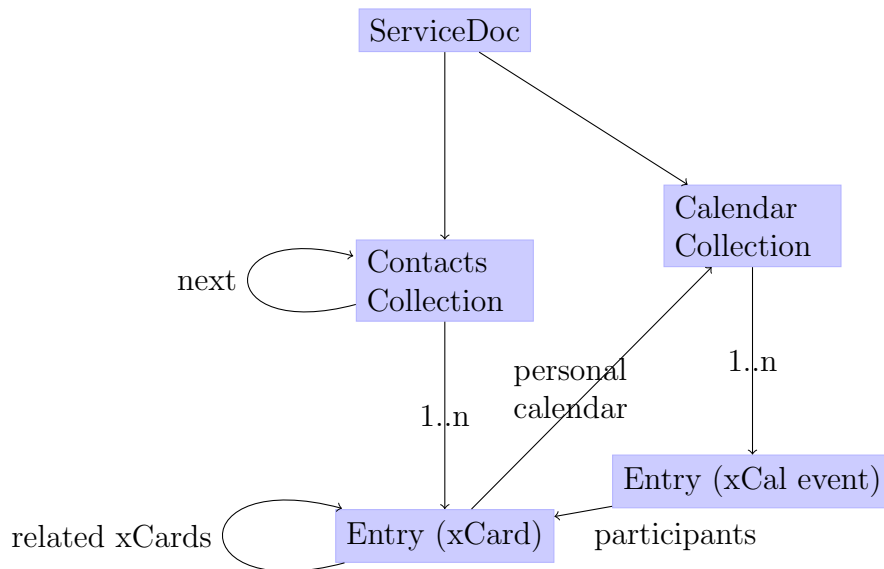 ServiceDoc
Calendar
Collection
Contacts
Collection
next
personal
calendar
1..n
1..n
Entry (xCal event)
Entry (xCard)
related xCards
participants